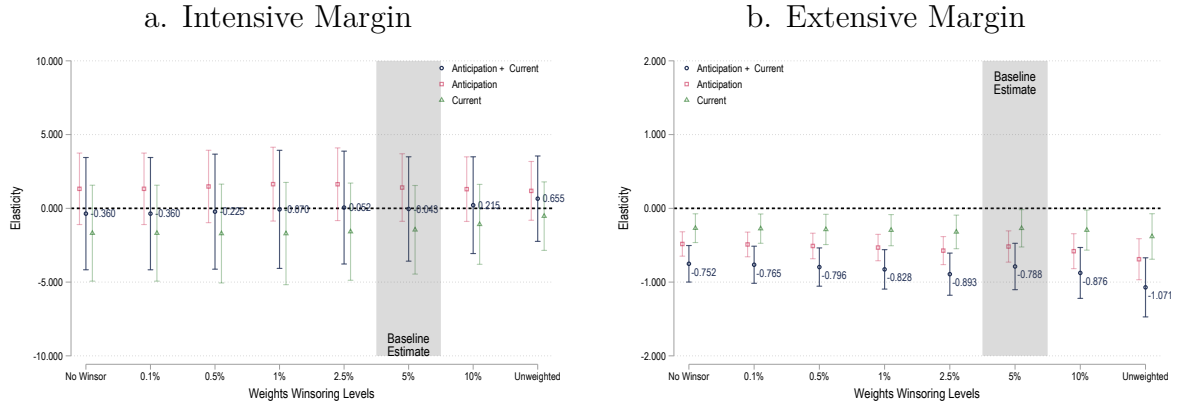 a. Intensive Margin
10.000
5.000
0.000
-5.000
-10.000
Elasticity
Anticipation + Current
Anticipation
Current
-0.360
-0.360
-0.225
-0.070
0.052
-0.043
0.215
0.655
Baseline
Estimate
No Winsor
0.1%
0.5%
1%
2.5%
5%
10%
Unweighted
Weights Winsoring Levels
b. Extensive Margin
2.000
1.000
0.000
-1.000
-2.000
Elasticity
Anticipation + Current
Anticipation
Current
Baseline
Estimate
-0.752
-0.765
-0.796
-0.828
-0.893
-0.788
-0.876
-1.071
No Winsor
0.1%
0.5%
1%
2.5%
5%
10%
Unweighted
Weights Winsoring Levels